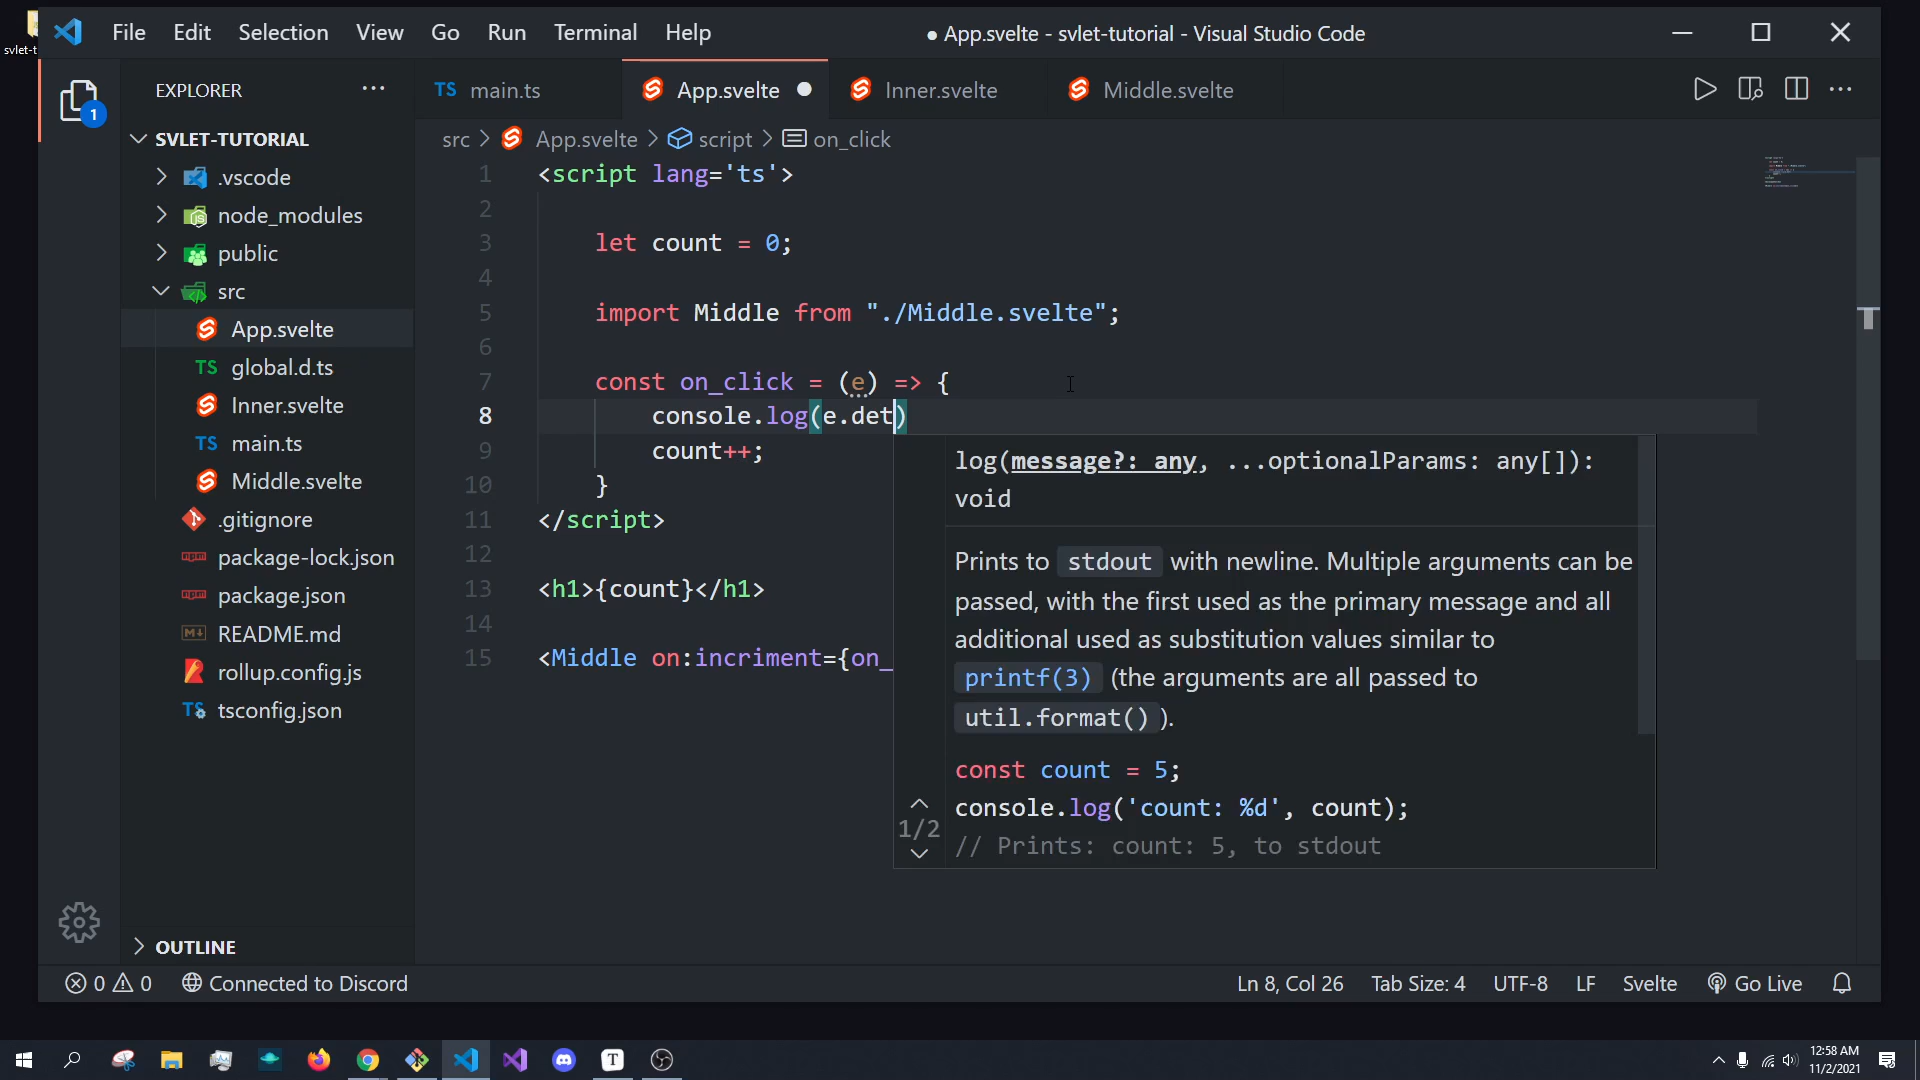 svlet-t
File Edit Selection View Go Run Terminal Help
● App.svelte - svlet-tutorial - Visual Studio Code
1
EXPLORER
SVLET-TUTORIAL
.vscode
node_modules
public
src
App.svelte
TS global.d.ts
Inner.svelte
TS main.ts
Middle.svelte
.gitignore
package-lock.json
package.json
README.md
rollup.config.js
TS tsconfig.json
OUTLINE
TS main.ts App.svelte Inner.svelte Middle.svelte
src > App.svelte > script > on_click
1 <script lang='ts'>
2
3 let count = 0;
4
5 import Middle from "./Middle.svelte";
6
7 const on_click = (e) => {
8 console.log(e.det)
9 count++;
10 }
11 </script>
12
13 <h1>{count}</h1>
14
15 <Middle on:incriment={on_
log(message?: any, ...optionalParams: any[]):
void
Prints to stdout with newline. Multiple arguments can be
passed, with the first used as the primary message and all
additional used as substitution values similar to
printf(3) (the arguments are all passed to
util.format() ).
const count = 5;
console.log('count: %d', count);
// Prints: count: 5, to stdout
1/2
0 0 Connected to Discord
Ln 8, Col 26 Tab Size: 4 UTF-8 LF Svelte Go Live
T
12:58 AM
11/2/2021